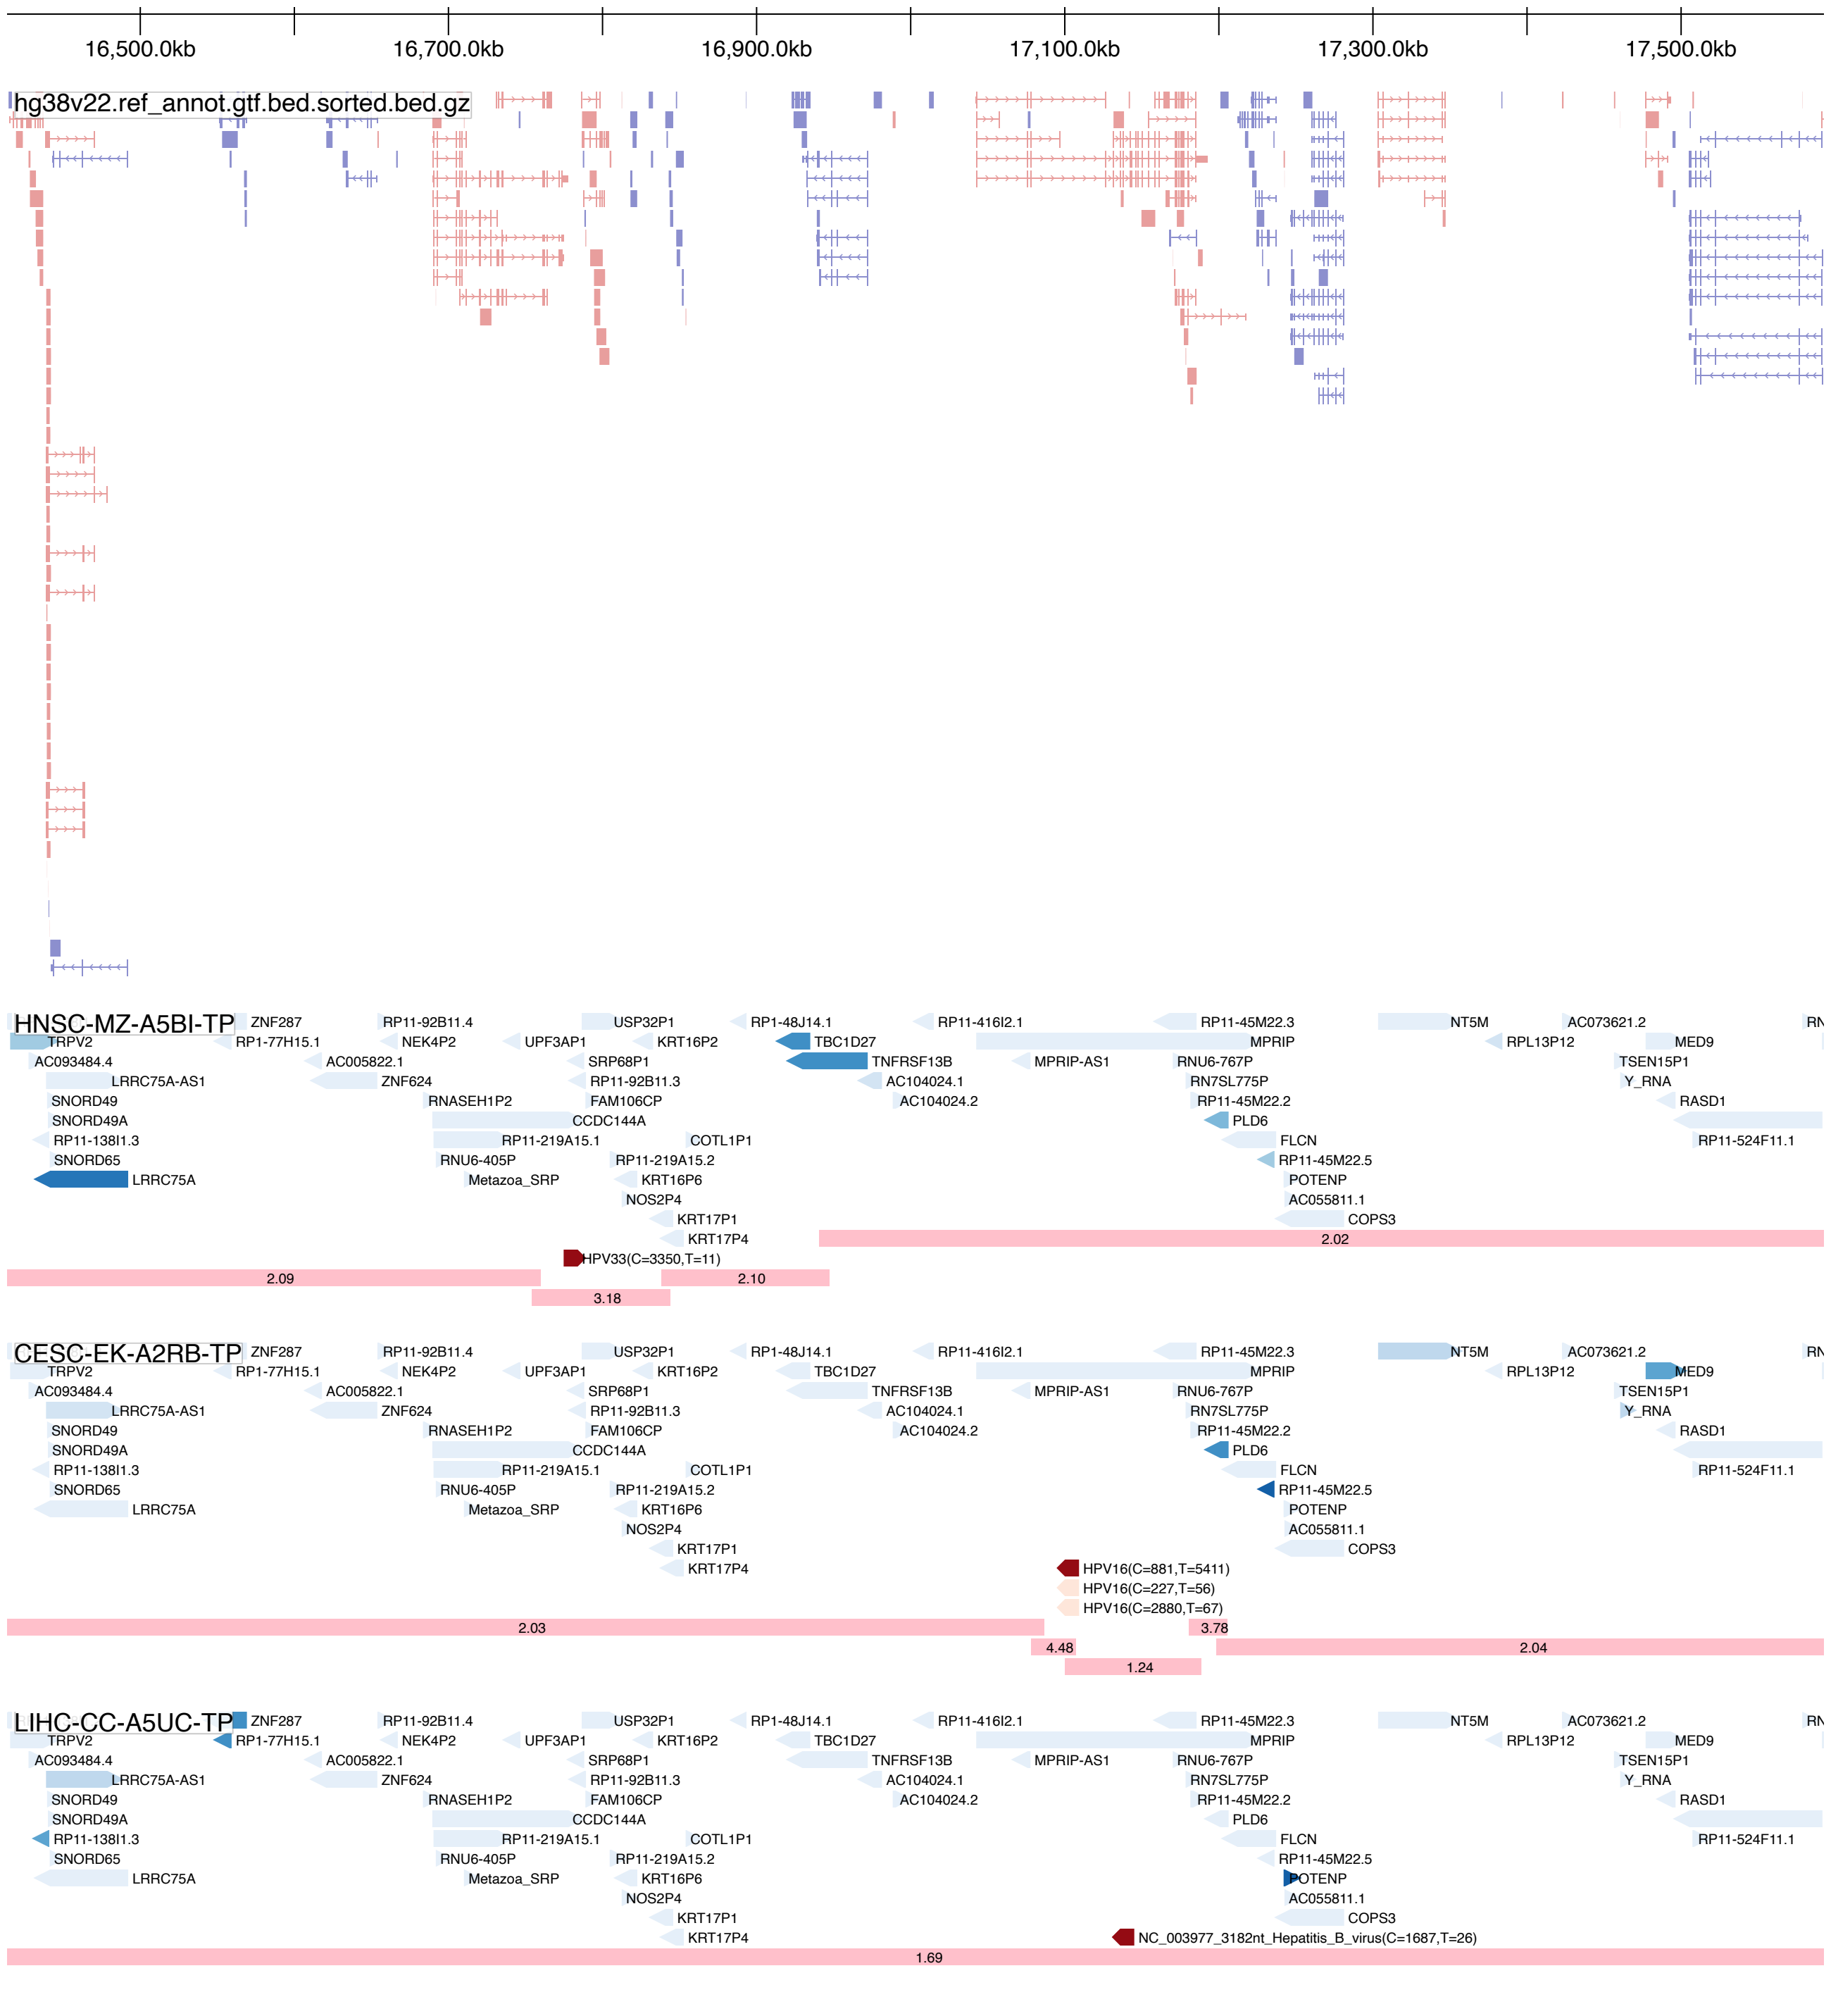 16,500.0kb 16,700.0kb 16,900.0kb 17,100.0kb 17,300.0kb 17,500.0kb
hg38v22.ref_annot.gtf.bed.sorted.bed.gz
HNSC-MZ-A5BI-TP ZNF287 RP11-92B11.4 USP32P1 RP1-48J14.1 RP11-416I2.1 RP11-45M22.3 NT5M AC073621.2 RN
TRPV2 RP1-77H15.1 NEK4P2 UPF3AP1 KRT16P2 TBC1D27 MPRIP RPL13P12 MED9
AC093484.4 AC005822.1 SRP68P1 TNFRSF13B MPRIP-AS1 RNU6-767P TSEN15P1
LRRC75A-AS1 ZNF624 RP11-92B11.3 AC104024.1 RN7SL775P Y_RNA
SNORD49 RNASEH1P2 FAM106CP AC104024.2 RP11-45M22.2 RASD1
SNORD49A CCDC144A PLD6
RP11-138I1.3 RP11-219A15.1 COTL1P1 FLCN RP11-524F11.1
SNORD65 RNU6-405P RP11-219A15.2 RP11-45M22.5
LRRC75A Metazoa_SRP KRT16P6 POTENP
NOS2P4 AC055811.1
KRT17P1 COPS3
KRT17P4 2.02
HPV33(C=3350,T=11)
2.09 2.10
3.18
CESC-EK-A2RB-TP ZNF287 RP11-92B11.4 USP32P1 RP1-48J14.1 RP11-416I2.1 RP11-45M22.3 NT5M AC073621.2 RN
TRPV2 RP1-77H15.1 NEK4P2 UPF3AP1 KRT16P2 TBC1D27 MPRIP RPL13P12 MED9
AC093484.4 AC005822.1 SRP68P1 TNFRSF13B MPRIP-AS1 RNU6-767P TSEN15P1
LRRC75A-AS1 ZNF624 RP11-92B11.3 AC104024.1 RN7SL775P Y_RNA
SNORD49 RNASEH1P2 FAM106CP AC104024.2 RP11-45M22.2 RASD1
SNORD49A CCDC144A PLD6
RP11-138I1.3 RP11-219A15.1 COTL1P1 FLCN RP11-524F11.1
SNORD65 RNU6-405P RP11-219A15.2 RP11-45M22.5
LRRC75A Metazoa_SRP KRT16P6 POTENP
NOS2P4 AC055811.1
KRT17P1 COPS3
KRT17P4 HPV16(C=881,T=5411)
HPV16(C=227,T=56)
HPV16(C=2880,T=67)
2.03 3.78
4.48 2.04
1.24
LIHC-CC-A5UC-TP ZNF287 RP11-92B11.4 USP32P1 RP1-48J14.1 RP11-416I2.1 RP11-45M22.3 NT5M AC073621.2 RN
TRPV2 RP1-77H15.1 NEK4P2 UPF3AP1 KRT16P2 TBC1D27 MPRIP RPL13P12 MED9
AC093484.4 AC005822.1 SRP68P1 TNFRSF13B MPRIP-AS1 RNU6-767P TSEN15P1
LRRC75A-AS1 ZNF624 RP11-92B11.3 AC104024.1 RN7SL775P Y_RNA
SNORD49 RNASEH1P2 FAM106CP AC104024.2 RP11-45M22.2 RASD1
SNORD49A CCDC144A PLD6
RP11-138I1.3 RP11-219A15.1 COTL1P1 FLCN RP11-524F11.1
SNORD65 RNU6-405P RP11-219A15.2 RP11-45M22.5
LRRC75A Metazoa_SRP KRT16P6 POTENP
NOS2P4 AC055811.1
KRT17P1 COPS3
KRT17P4 NC_003977_3182nt_Hepatitis_B_virus(C=1687,T=26)
1.69